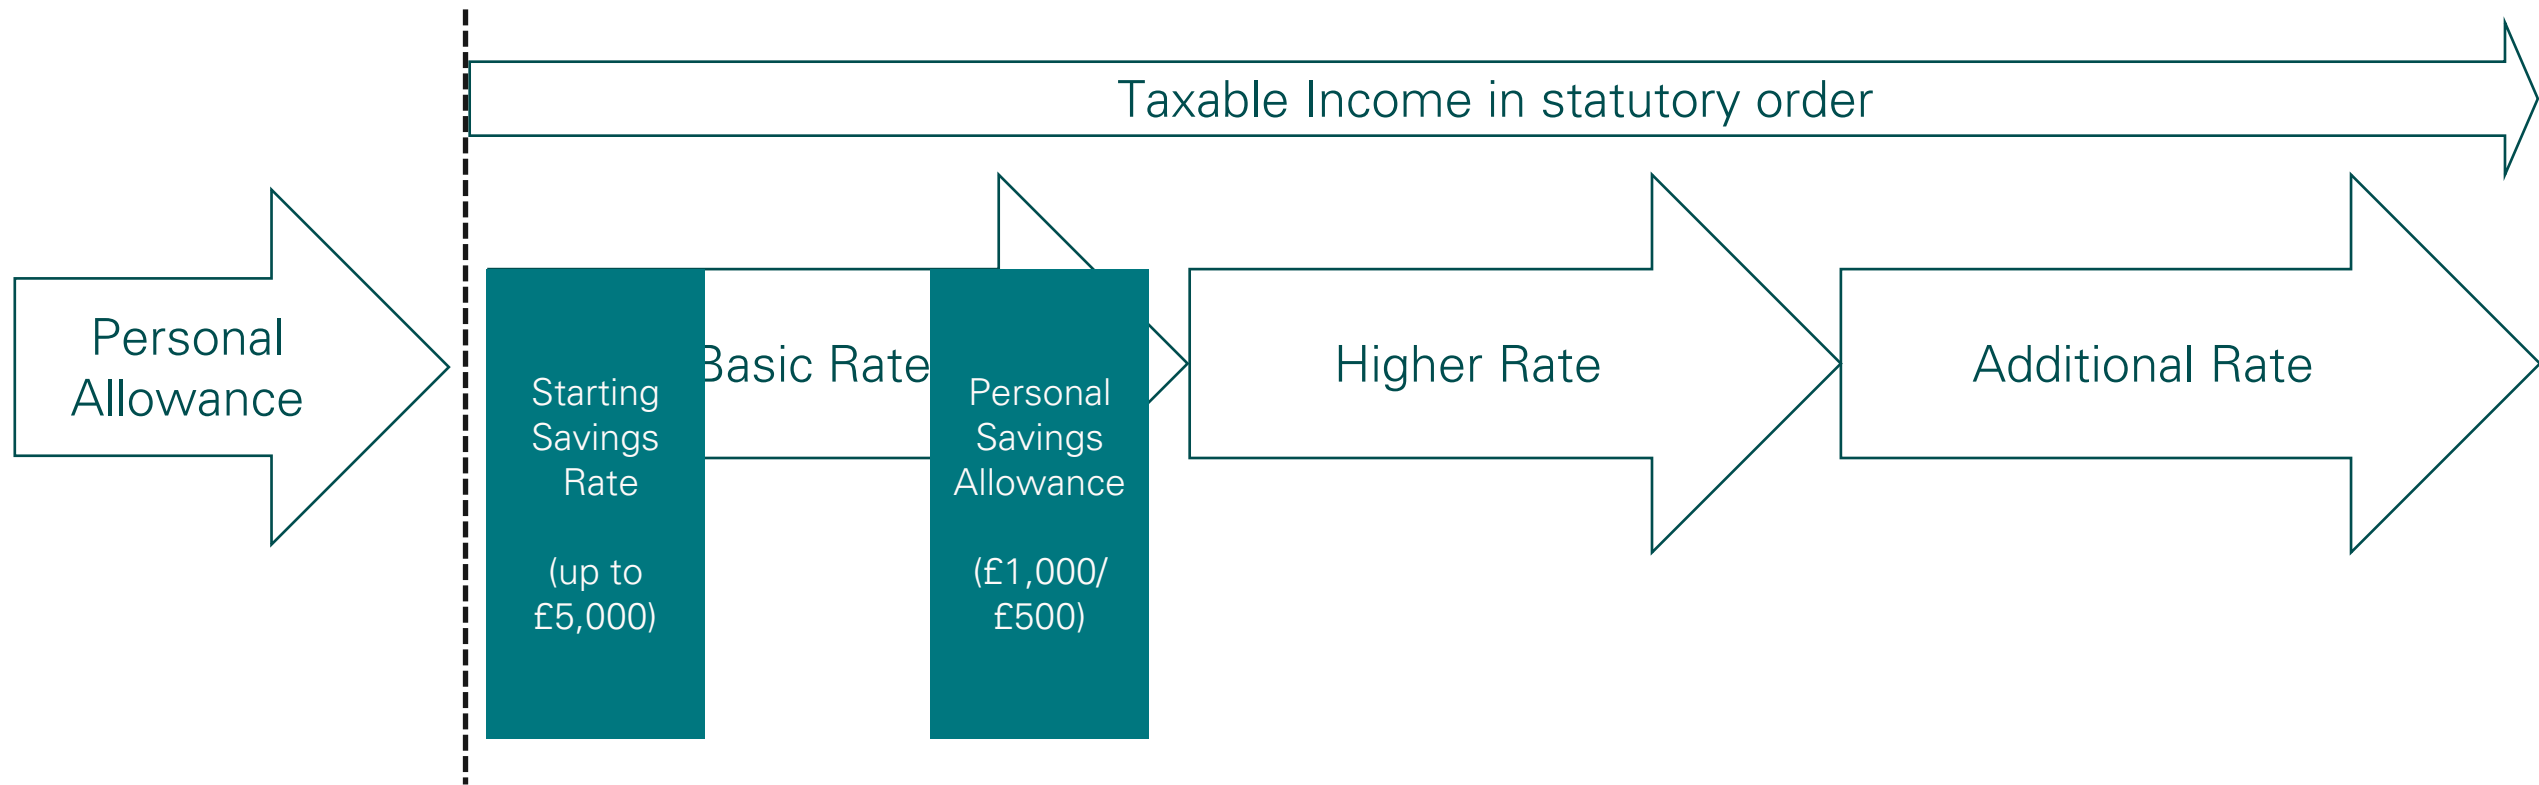 Taxable Income in statutory order
Personal
Allowance
Starting
Savings
Rate
(up to
£5,000)
Basic Rate
Personal
Savings
Allowance
(£1,000/
£500)
Higher Rate
Additional Rate